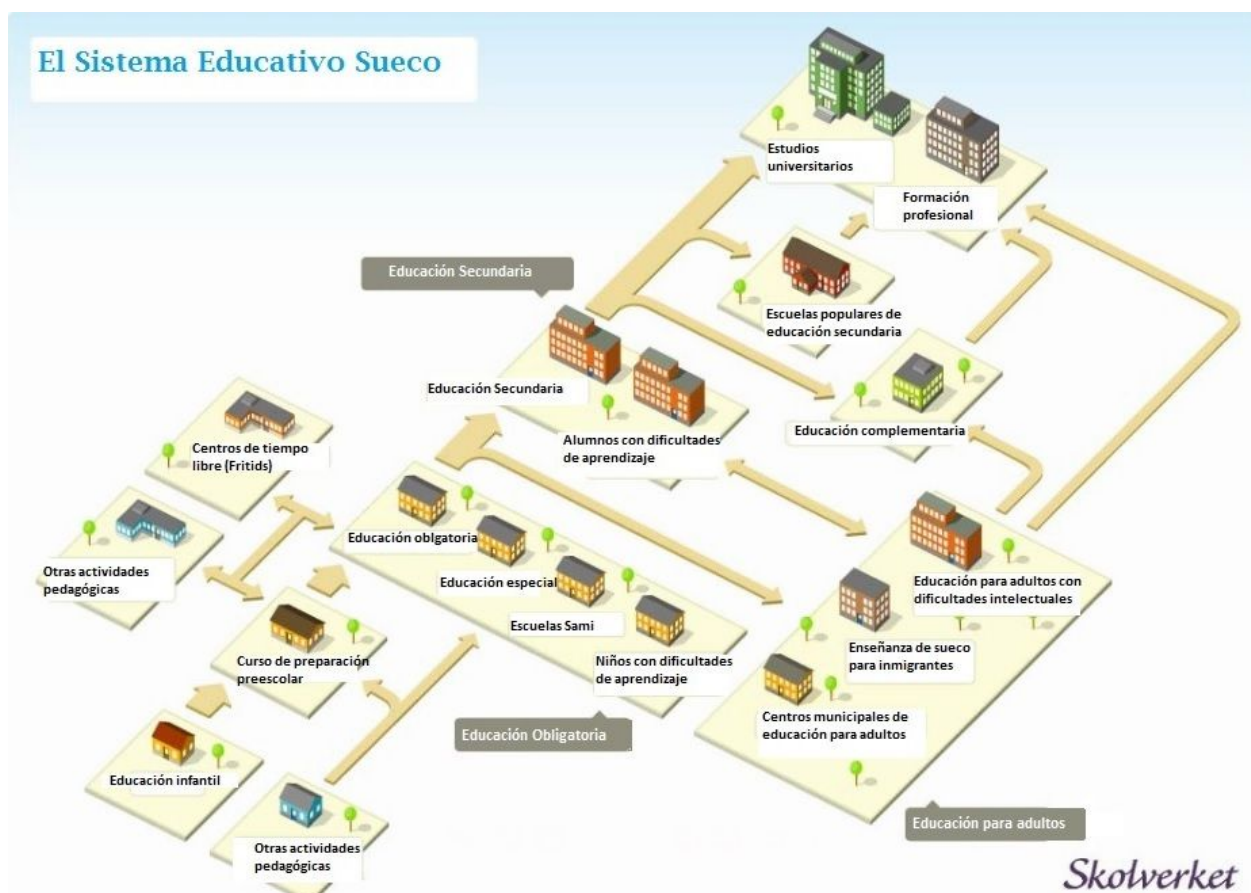 El Sistema Educativo Sueco
Estudios
universitarios
Formación
profesional
Educación Secundaria
Escuelas populares de
educación secundaria
Educación Secundaria
Educación complementaria
Alumnos con dificultades
de aprendizaje
Centros de tiempo
libre (Fritids)
Educación oblgatoria
Otras actividades
pedagógicas
Educación especial
Educación para adultos con
dificultades intelectuales
Escuelas Sami
Enseñanza de sueco
para inmigrantes
Curso de preparación
preescolar
Niños con dificultades
de aprendizaje
Centros municipales de
educación para adultos
Educación Obligatoria
Educación infantil
Educación para adultos
Otras actividades
pedagógicas
Skolverket